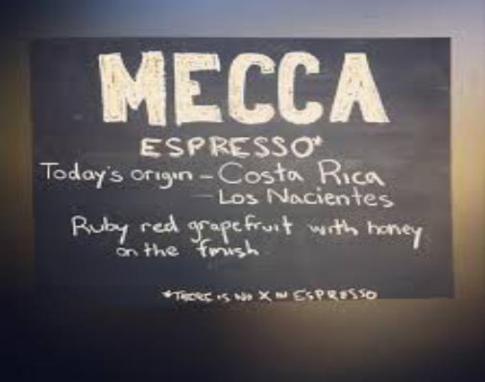 MECCA
ESPRESSO*
Today's origin - Costa Rica
- Los Nacientes
Ruby red grapefruit with honey
on the finish
*THERE IS NO X IN ESPRESSO